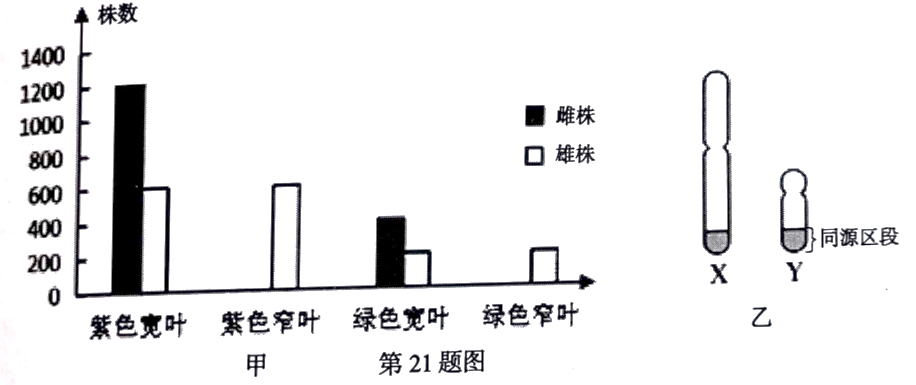 株数
1400
1200
1000
800
600
400
200
0
紫色宽叶 紫色窄叶 绿色宽叶 绿色窄叶
雌株
雄株
甲
第21题图
同源区段
X Y
乙